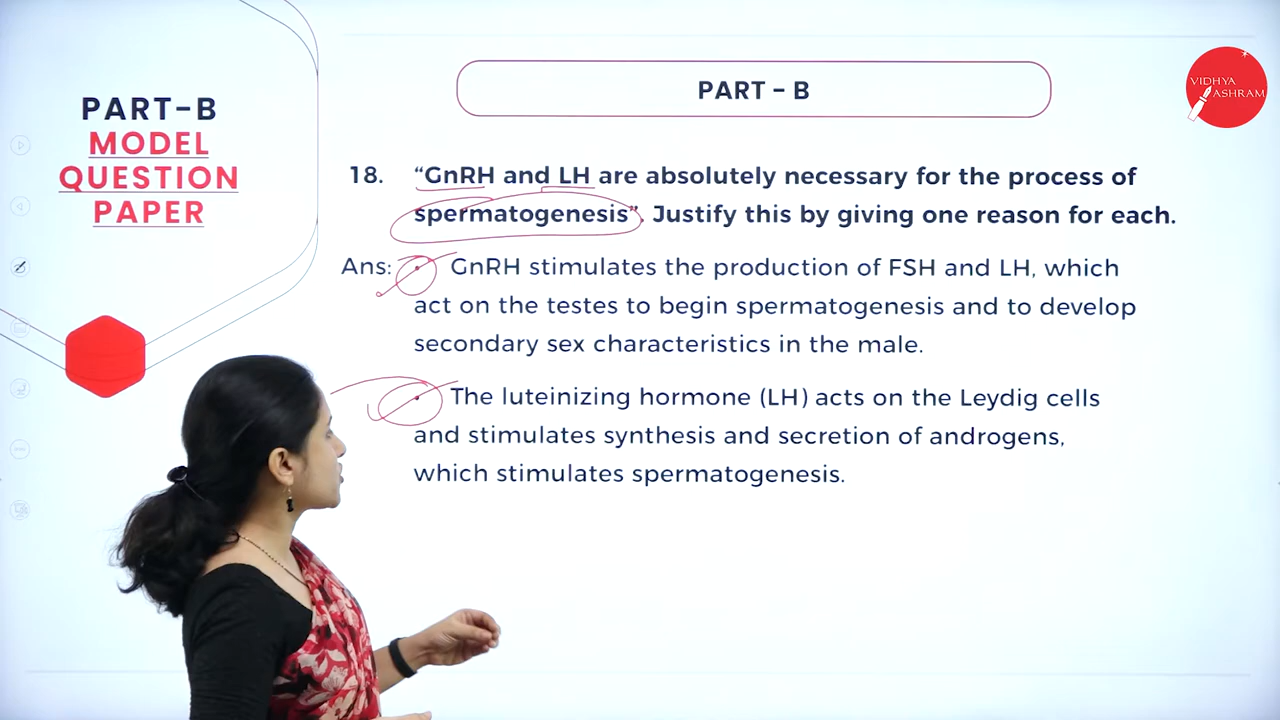 PART-B
MODEL
QUESTION
PAPER
PART - B
VIDHYA
ASHRAM
18. “GnRH and LH are absolutely necessary for the process of
spermatogenesis”. Justify this by giving one reason for each.
Ans: • GnRH stimulates the production of FSH and LH, which
act on the testes to begin spermatogenesis and to develop
secondary sex characteristics in the male.
• The luteinizing hormone (LH) acts on the Leydig cells
and stimulates synthesis and secretion of androgens,
which stimulates spermatogenesis.